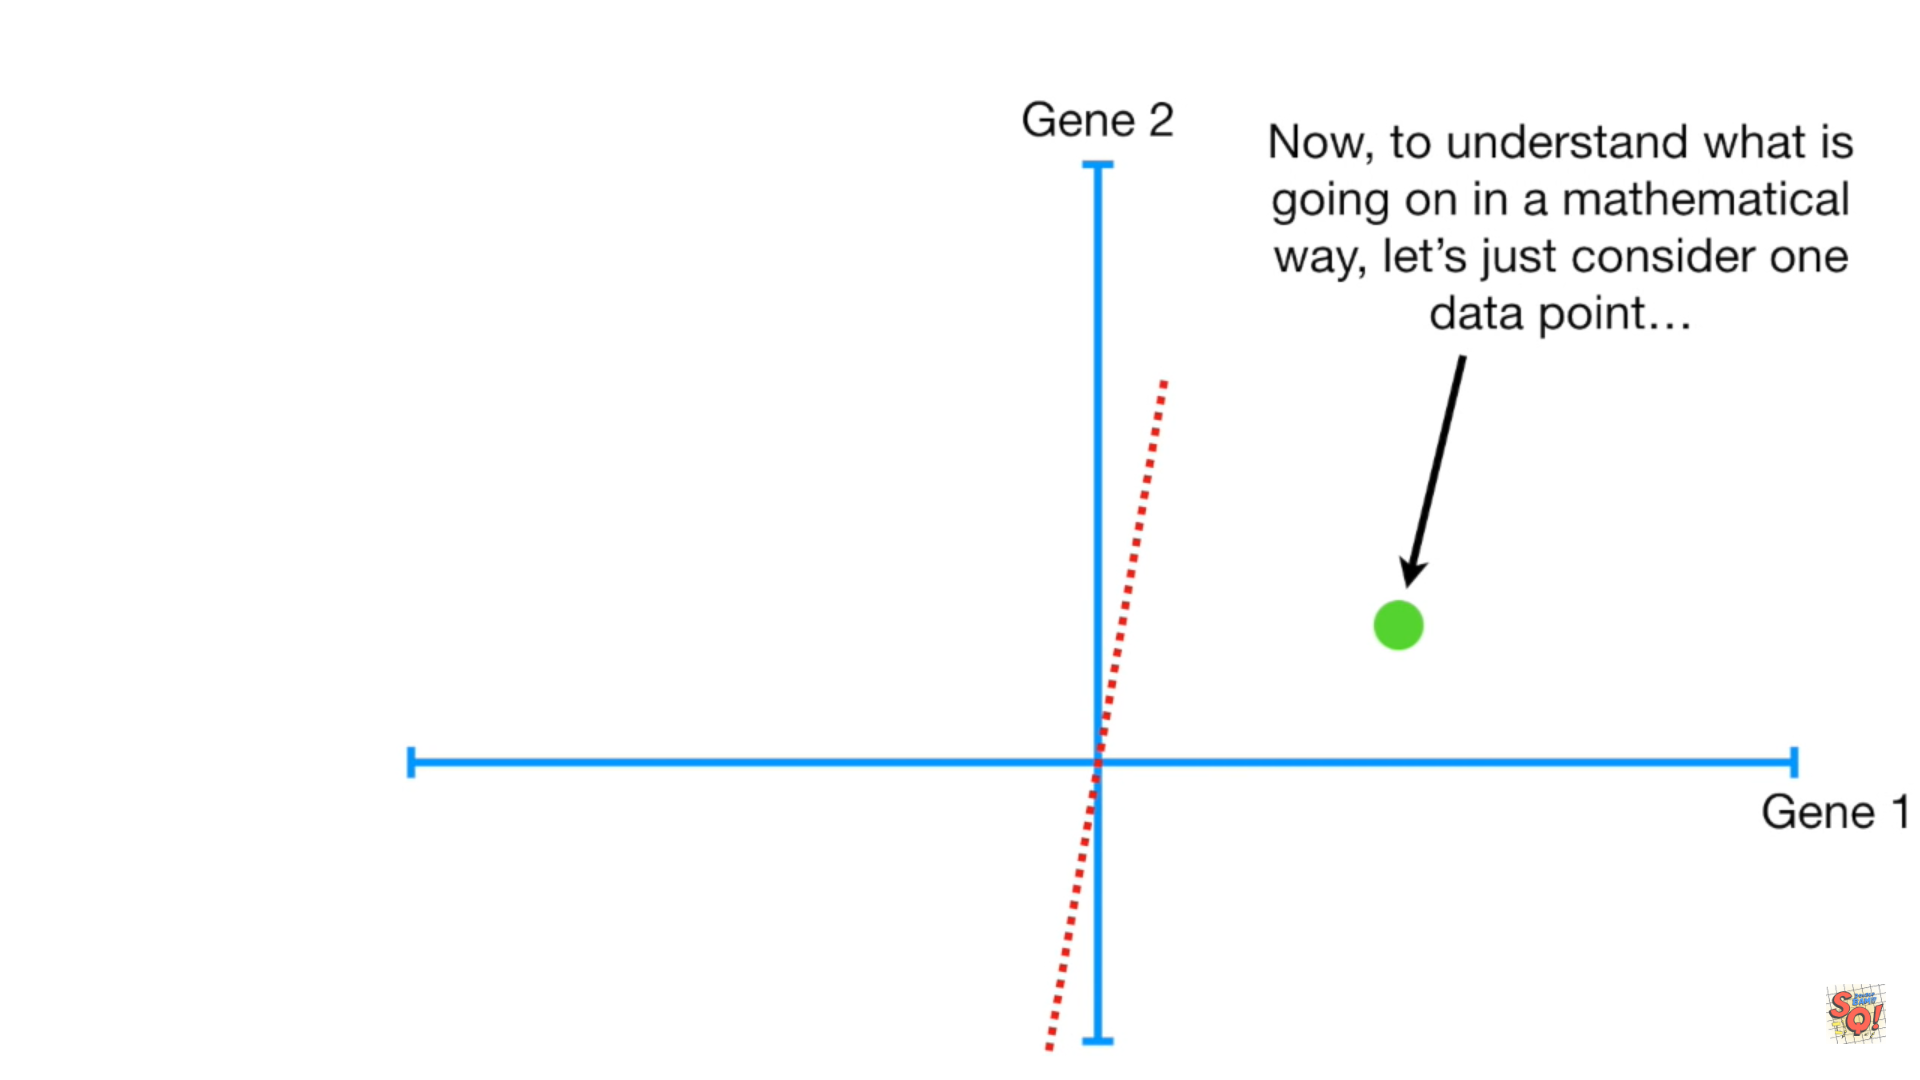 Gene 2
Now, to understand what is
going on in a mathematical
way, let’s just consider one
data point…
Gene 1
SQ!